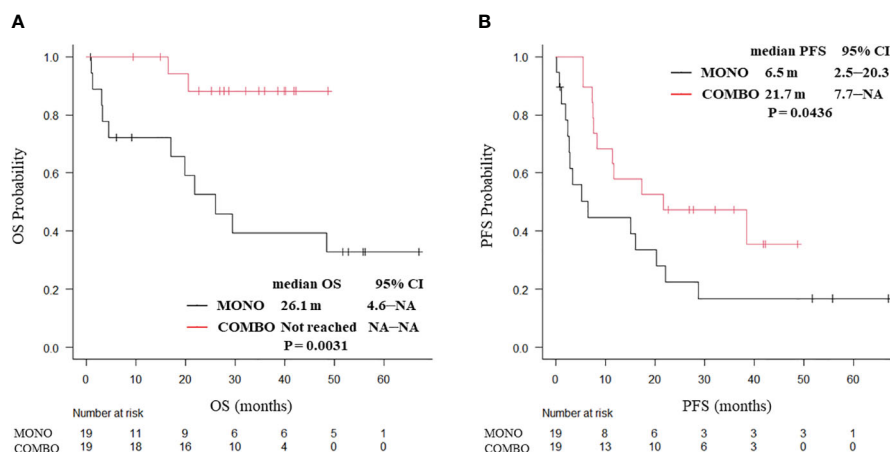 A
1.0
0.8
0.6
0.4
0.2
0.0
OS Probability
median OS 95% CI
MONO 26.1 m 4.6–NA
COMBO Not reached NA–NA
P = 0.0031
0 10 20 30 40 50 60
OS (months)
Number at risk
MONO 19 11 9 6 6 5 1
COMBO 19 18 16 10 4 0 0
B
1.0
0.8
0.6
0.4
0.2
0.0
PFS Probability
median PFS 95% CI
MONO 6.5 m 2.5–20.3
COMBO 21.7 m 7.7–NA
P = 0.0436
0 10 20 30 40 50 60
PFS (months)
Number at risk
MONO 19 8 6 3 3 3 1
COMBO 19 13 10 6 3 0 0